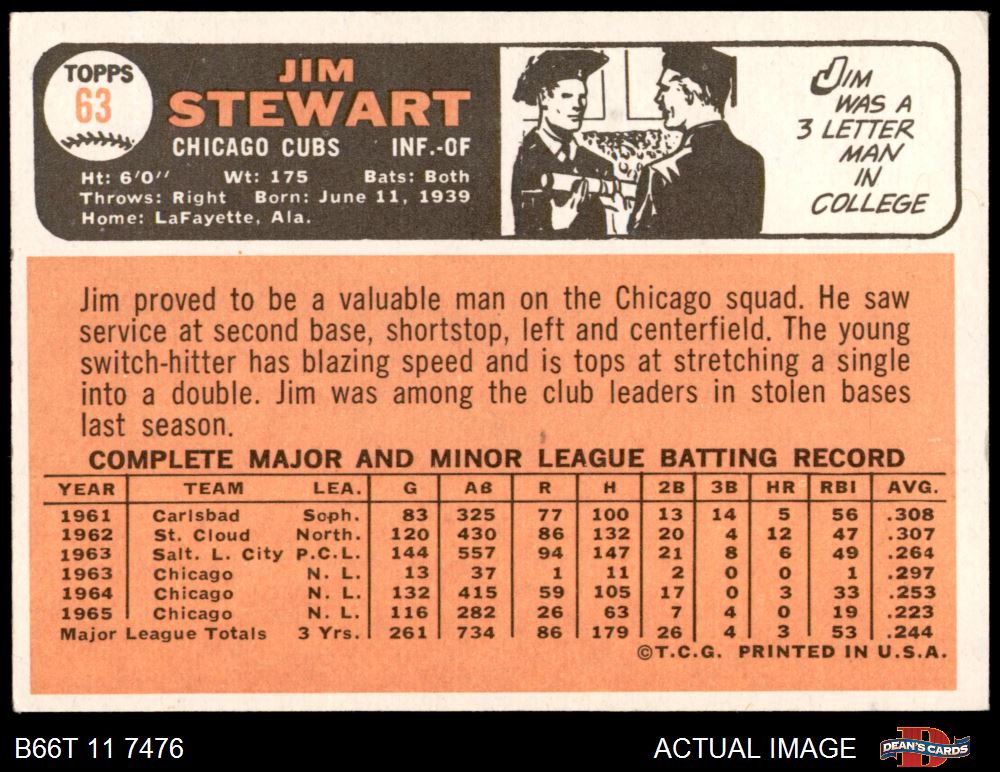 TOPPS
63
JIM
STEWART
CHICAGO CUBS INF.-OF
Ht: 6'0" Wt: 175 Bats: Both
Throws: Right Born: June 11, 1939
Home: LaFayette, Ala.
JIM
WAS A
3 LETTER
MAN
IN
COLLEGE
Jim proved to be a valuable man on the Chicago squad. He saw
service at second base, shortstop, left and centerfield. The young
switch-hitter has blazing speed and is tops at stretching a single
into a double. Jim was among the club leaders in stolen bases
last season.
COMPLETE MAJOR AND MINOR LEAGUE BATTING RECORD
YEAR TEAM LEA. G AB R H 2B 3B HR RBI AVG.
1961 Carlsbad Soph. 83 325 77 100 13 14 5 56 .308
1962 St. Cloud North. 120 430 86 132 20 4 12 47 .307
1963 Salt. L. City P.C.L. 144 557 94 147 21 8 6 49 .264
1963 Chicago N. L. 13 37 1 11 2 0 0 1 .297
1964 Chicago N. L. 132 415 59 105 17 0 3 33 .253
1965 Chicago N. L. 116 282 26 63 7 4 0 19 .223
Major League Totals 3 Yrs. 261 734 86 179 26 4 3 53 .244
©T.C.G. PRINTED IN U.S.A.
B66T 11 7476 ACTUAL IMAGE DEAN'S CARDS